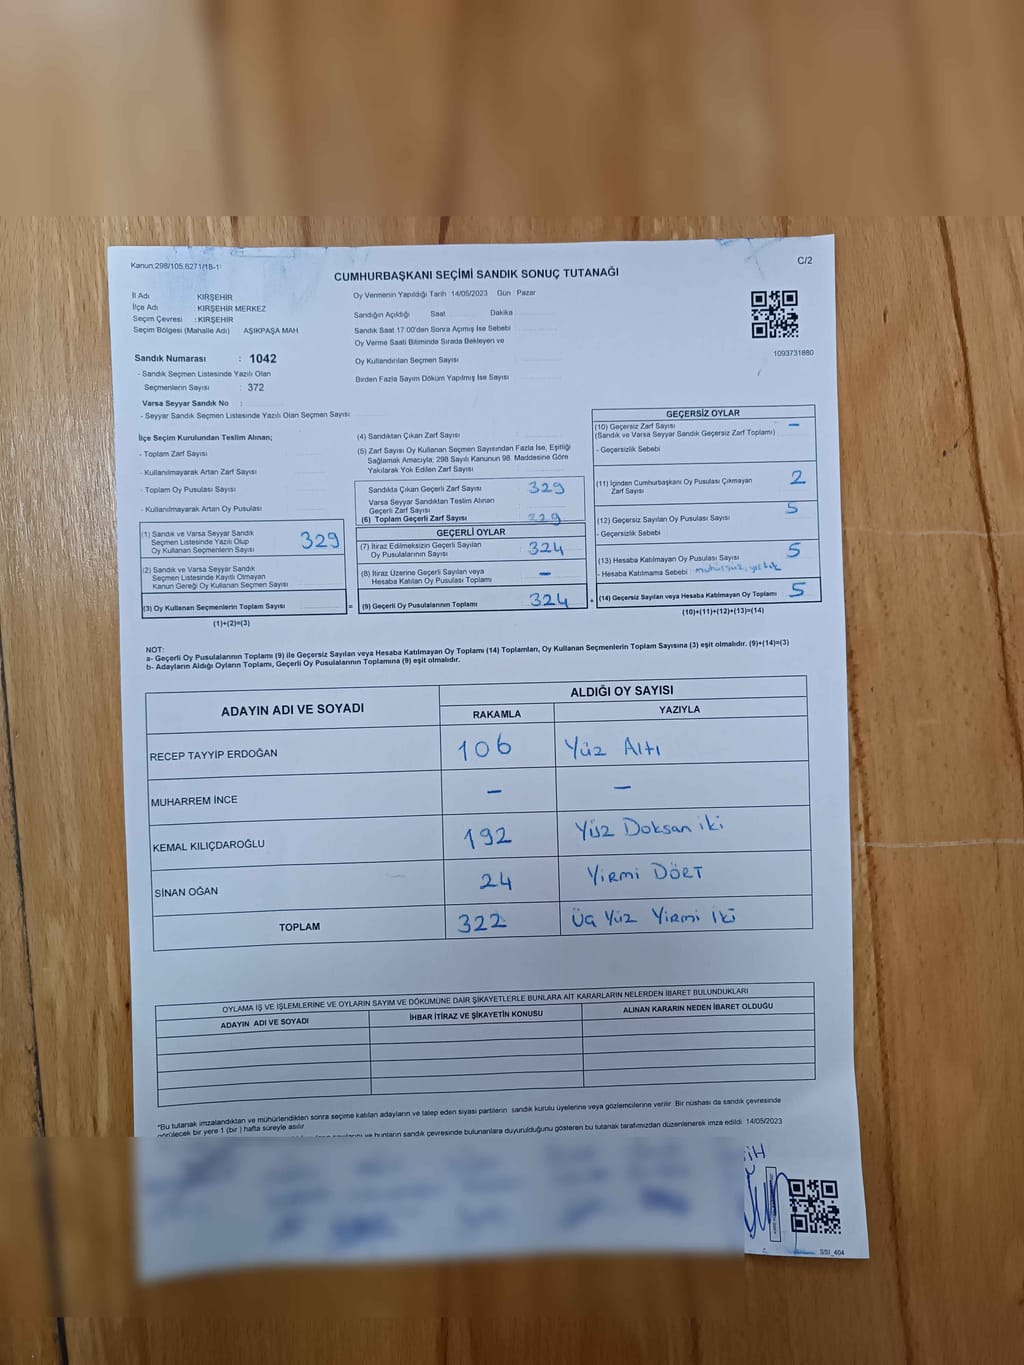 Kanun;298/105,6271/18-1
C/2
CUMHURBAŞKANI SEÇİMİ SANDIK SONUÇ TUTANAĞI
İl Adı KIRŞEHİR
İlçe Adı KIRŞEHİR MERKEZ
Seçim Çevresi : KIRŞEHİR
Seçim Bölgesi (Mahalle Adı) AŞIKPAŞA MAH.
Oy Vermenin Yapıldığı Tarih : 14/05/2023 Gün : Pazar
Sandığın Açıldığı Saat Dakika
Sandık Saat 17.00'den Sonra Açımış İse Sebebi
Oy Verme Saati Bitiminde Sırada Bekleyen ve
Oy Kullandırılan Seçmen Sayısı
Birden Fazla Sayım Döküm Yapılmış İse Sayısı
1093731880
Sandık Numarası : 1042
- Sandık Seçmen Listesinde Yazılı Olan
Seçmenlerin Sayısı : 372
Varsa Seyyar Sandık No :
- Seyyar Sandık Seçmen Listesinde Yazılı Olan Seçmen Sayısı
İlçe Seçim Kurulundan Teslim Alınan;
- Toplam Zarf Sayısı
- Kullanılmayarak Artan Zarf Sayısı
- Toplam Oy Pusulası Sayısı
- Kullanılmayarak Artan Oy Pusulası
(1) Sandık ve Varsa Seyyar Sandık
Seçmen Listesinde Yazılı Olup
Oy Kullanan Seçmenlerin Sayısı 329
(2) Sandık ve Varsa Seyyar Sandık
Seçmen Listesinde Kayıtlı Olmayan
Kanun Gereği Oy Kullanan Seçmen Sayısı
(3) Oy Kullanan Seçmenlerin Toplam Sayısı =
(1)+(2)=(3)
(4) Sandıktan Çıkan Zarf Sayısı
(5) Zarf Sayısı Oy Kullanan Seçmen Sayısından Fazla İse, Eşitliği
Sağlamak Amacıyla; 298 Sayılı Kanunun 98. Maddesine Göre
Yakılarak Yok Edilen Zarf Sayısı
Sandıkta Çıkan Geçerli Zarf Sayısı 329
Varsa Seyyar Sandıktan Teslim Alınan
Geçerli Zarf Sayısı
(6) Toplam Geçerli Zarf Sayısı 329
GEÇERLİ OYLAR
(7) İtiraz Edilmeksizin Geçerli Sayılan
Oy Pusulalarının Sayısı 324
(8) İtiraz Üzerine Geçerli Sayılan veya
Hesaba Katılan Oy Pusulası Toplamı –
(9) Geçerli Oy Pusulalarının Toplamı 324 +
GEÇERSİZ OYLAR
(10) Geçersiz Zarf Sayısı –
(Sandık ve Varsa Seyyar Sandık Geçersiz Zarf Toplamı)
- Geçersizlik Sebebi
(11) İçinden Cumhurbaşkanı Oy Pusulası Çıkmayan 2
Zarf Sayısı
(12) Geçersiz Sayılan Oy Pusulası Sayısı 5
- Geçersizlik Sebebi
(13) Hesaba Katılmayan Oy Pusulası Sayısı 5
- Hesaba Katılmama Sebebi :
(14) Geçersiz Sayılan veya Hesaba Katılmayan Oy Toplamı 5
(10)+(11)+(12)+(13)=(14)
NOT:
a- Geçerli Oy Pusulalarının Toplamı (9) ile Geçersiz Sayılan veya Hesaba Katılmayan Oy Toplamı (14) Toplamları, Oy Kullanan Seçmenlerin Toplam Sayısına (3) eşit olmalıdır. (9)+(14)=(3)
b- Adayların Aldığı Oyların Toplamı, Geçerli Oy Pusulalarının Toplamına (9) eşit olmalıdır.
ADAYIN ADI VE SOYADI ALDIĞI OY SAYISI
RAKAMLA YAZIYLA
RECEP TAYYİP ERDOĞAN 106 Yüz Altı
MUHARREM İNCE – –
KEMAL KILIÇDAROĞLU 192 Yüz Doksan iki
SİNAN OĞAN 24 Yirmi DÖRT
TOPLAM 322 Üç Yüz Yirmi İki
OYLAMA İŞ VE İŞLEMLERİNE VE OYLARIN SAYIM VE DÖKÜMÜNE DAİR ŞİKAYETLERLE BUNLARA AİT KARARLARIN NELERDEN İBARET BULUNDUKLARI
ADAYIN ADI VE SOYADI İHBAR İTİRAZ VE ŞİKAYETİN KONUSU ALINAN KARARIN NEDEN İBARET OLDUĞU
*Bu tutanak imzalandıktan ve mühürlendikten sonra seçime katılan adayların ve talep eden siyasi partilerin sandık kurulu üyelerine veya gözlemcilerine verilir. Bir nüshası da sandık çevresinde
görülecek bir yere 1 (bir ) hafta süreyle asılır.
bunların sandık çevresinde bulunanlara duyurulduğunu gösteren bu tutanak tarafımızdan düzenlenerek imza edildi. 14/05/2023
SSI_404